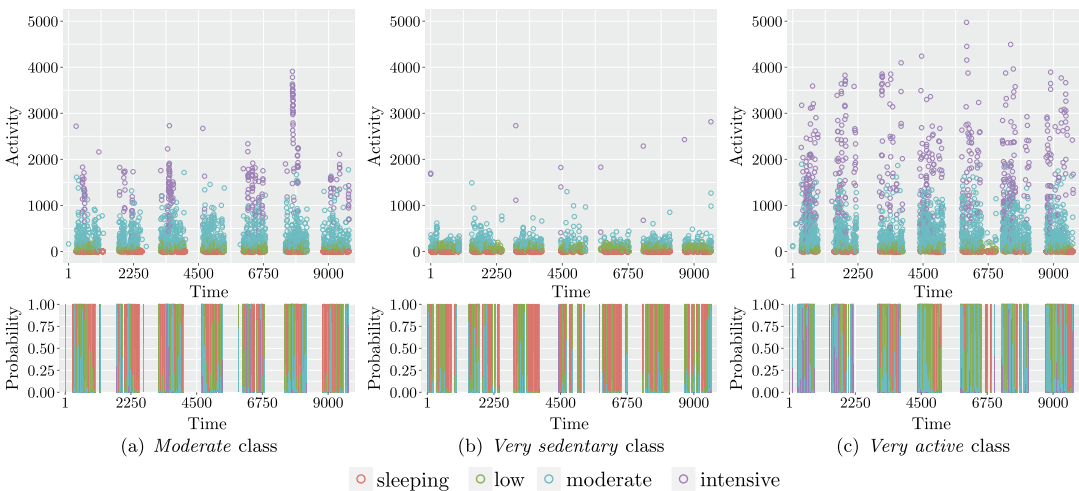 5000
4000
3000
2000
1000
0
Activity
1 2250 4500 6750 9000
Time
1.00
0.75
0.50
0.25
0.00
Probability
1 2250 4500 6750 9000
Time
(a) Moderate class
5000
4000
3000
2000
1000
0
Activity
1 2250 4500 6750 9000
Time
1.00
0.75
0.50
0.25
0.00
Probability
1 2250 4500 6750 9000
Time
(b) Very sedentary class
5000
4000
3000
2000
1000
0
Activity
1 2250 4500 6750 9000
Time
1.00
0.75
0.50
0.25
0.00
Probability
1 2250 4500 6750 9000
Time
(c) Very active class
sleeping low moderate intensive